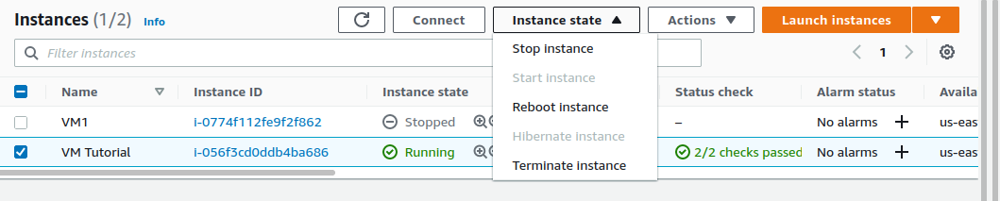 Instances (1/2) Info Connect Instance state Actions Launch instances
Stop instance
Filter instances 1
Start instance
Name Instance ID Instance state Status check Alarm status Availa
Reboot instance
VM1 i-0774f112fe9f2f862 Stopped – No alarms + us-eas
Hibernate instance
VM Tutorial i-056f3cd0ddb4ba686 Running 2/2 checks passed No alarms + us-eas
Terminate instance